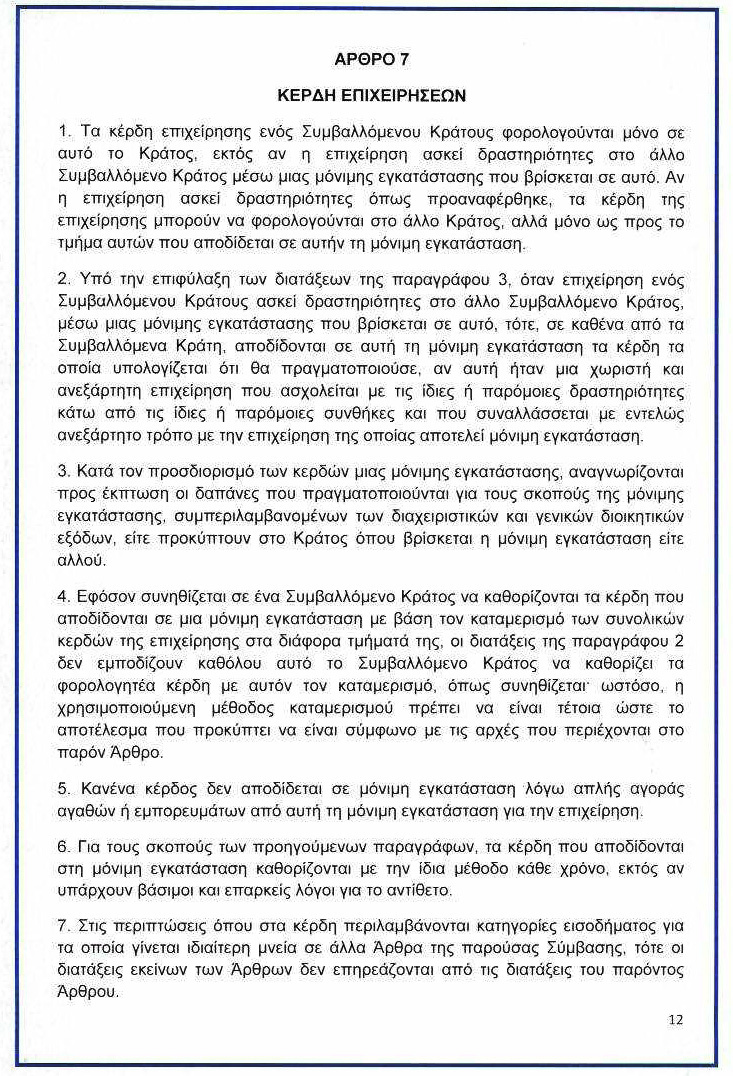 ΑΡΘΡΟ 7
ΚΕΡΔΗ ΕΠΙΧΕΙΡΗΣΕΩΝ
1. Τα κέρδη επιχείρησης ενός Συμβαλλόμενου Κράτους φορολογούνται μόνο σε
αυτό το Κράτος, εκτός αν η επιχείρηση ασκεί δραστηριότητες στο άλλο
Συμβαλλόμενο Κράτος μέσω μιας μόνιμης εγκατάστασης που βρίσκεται σε αυτό. Αν
η επιχείρηση ασκεί δραστηριότητες όπως προαναφέρθηκε, τα κέρδη της
επιχείρησης μπορούν να φορολογούνται στο άλλο Κράτος, αλλά μόνο ως προς το
τμήμα αυτών που αποδίδεται σε αυτήν τη μόνιμη εγκατάσταση.
2. Υπό την επιφύλαξη των διατάξεων της παραγράφου 3, όταν επιχείρηση ενός
Συμβαλλόμενου Κράτους ασκεί δραστηριότητες στο άλλο Συμβαλλόμενο Κράτος,
μέσω μιας μόνιμης εγκατάστασης που βρίσκεται σε αυτό, τότε, σε καθένα από τα
Συμβαλλόμενα Κράτη, αποδίδονται σε αυτή τη μόνιμη εγκατάσταση τα κέρδη τα
οποία υπολογίζεται ότι θα πραγματοποιούσε, αν αυτή ήταν μια χωριστή και
ανεξάρτητη επιχείρηση που ασχολείται με τις ίδιες ή παρόμοιες δραστηριότητες
κάτω από τις ίδιες ή παρόμοιες συνθήκες και που συναλλάσσεται με εντελώς
ανεξάρτητο τρόπο με την επιχείρηση της οποίας αποτελεί μόνιμη εγκατάσταση.
3. Κατά τον προσδιορισμό των κερδών μιας μόνιμης εγκατάστασης, αναγνωρίζονται
προς έκπτωση οι δαπάνες που πραγματοποιούνται για τους σκοπούς της μόνιμης
εγκατάστασης, συμπεριλαμβανομένων των διαχειριστικών και γενικών διοικητικών
εξόδων, είτε προκύπτουν στο Κράτος όπου βρίσκεται η μόνιμη εγκατάσταση είτε
αλλού.
4. Εφόσον συνηθίζεται σε ένα Συμβαλλόμενο Κράτος να καθορίζονται τα κέρδη που
αποδίδονται σε μια μόνιμη εγκατάσταση με βάση τον καταμερισμό των συνολικών
κερδών της επιχείρησης στα διάφορα τμήματά της, οι διατάξεις της παραγράφου 2
δεν εμποδίζουν καθόλου αυτό το Συμβαλλόμενο Κράτος να καθορίζει τα
φορολογητέα κέρδη με αυτόν τον καταμερισμό, όπως συνηθίζεται· ωστόσο, η
χρησιμοποιούμενη μέθοδος καταμερισμού πρέπει να είναι τέτοια ώστε το
αποτέλεσμα που προκύπτει να είναι σύμφωνο με τις αρχές που περιέχονται στο
παρόν Άρθρο.
5. Κανένα κέρδος δεν αποδίδεται σε μόνιμη εγκατάσταση λόγω απλής αγοράς
αγαθών ή εμπορευμάτων από αυτή τη μόνιμη εγκατάσταση για την επιχείρηση.
6. Για τους σκοπούς των προηγούμενων παραγράφων, τα κέρδη που αποδίδονται
στη μόνιμη εγκατάσταση καθορίζονται με την ίδια μέθοδο κάθε χρόνο, εκτός αν
υπάρχουν βάσιμοι και επαρκείς λόγοι για το αντίθετο.
7. Στις περιπτώσεις όπου στα κέρδη περιλαμβάνονται κατηγορίες εισοδήματος για
τα οποία γίνεται ιδιαίτερη μνεία σε άλλα Άρθρα της παρούσας Σύμβασης, τότε οι
διατάξεις εκείνων των Άρθρων δεν επηρεάζονται από τις διατάξεις του παρόντος
Άρθρου.
12